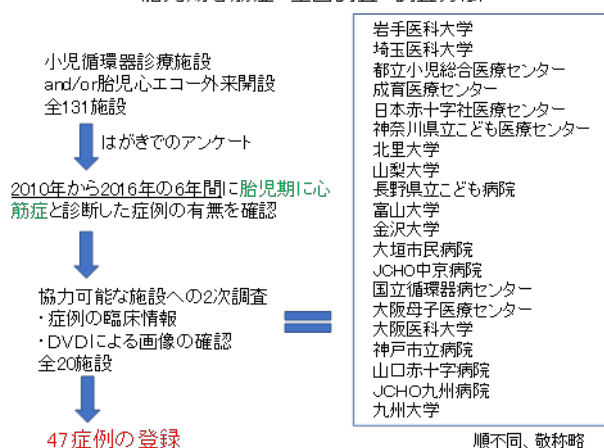 小児循環器診療施設
and/or胎児心エコー外来開設
全131施設
はがきでのアンケート
2010年から2016年の6年間に胎児期に心
筋症と診断した症例の有無を確認
協力可能な施設への2次調査
・症例の臨床情報
・DVDによる画像の確認
全20施設
47症例の登録
岩手医科大学
埼玉医科大学
都立小児総合医療センター
成育医療センター
日本赤十字社医療センター
神奈川県立こども医療センター
北里大学
山梨大学
長野県立こども病院
富山大学
金沢大学
大垣市民病院
JCHO中京病院
国立循環器病センター
大阪母子医療センター
大阪医科大学
神戸市立病院
山口赤十字病院
JCHO九州病院
九州大学
順不同、敬称略